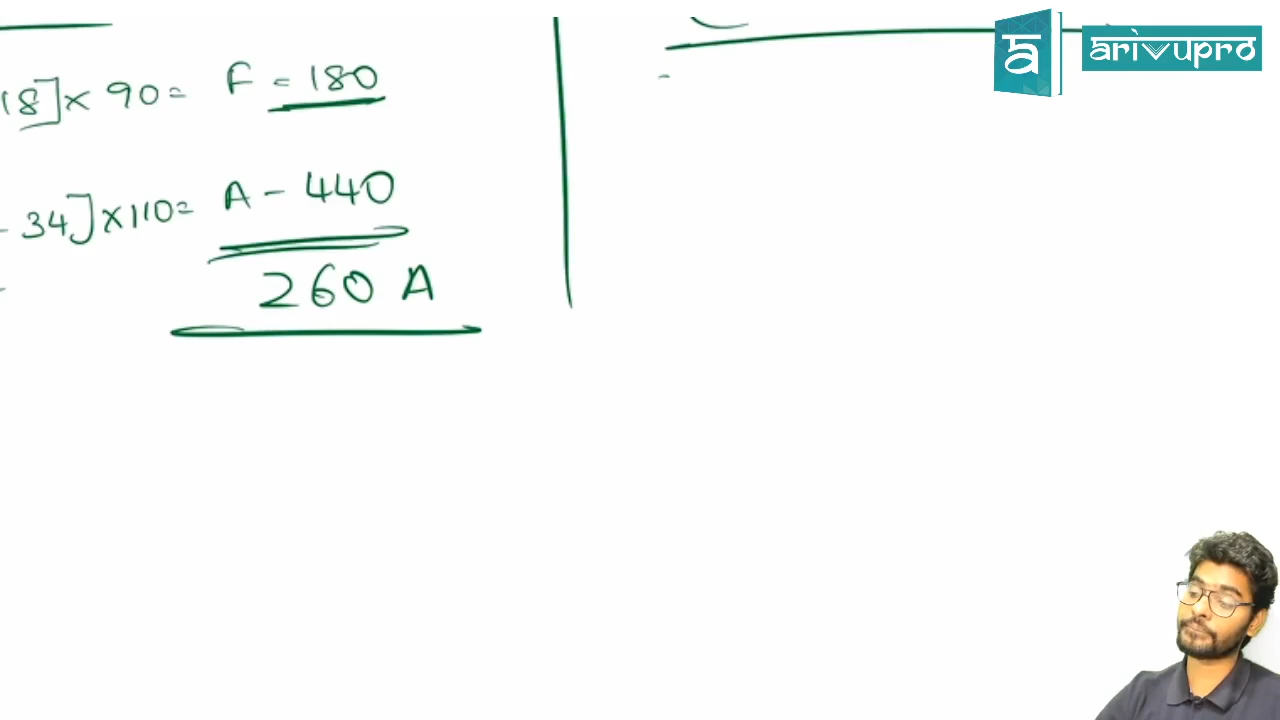 18] × 90 = F = 180
- 34] × 110 = A - 440
260 A
ā arivupro